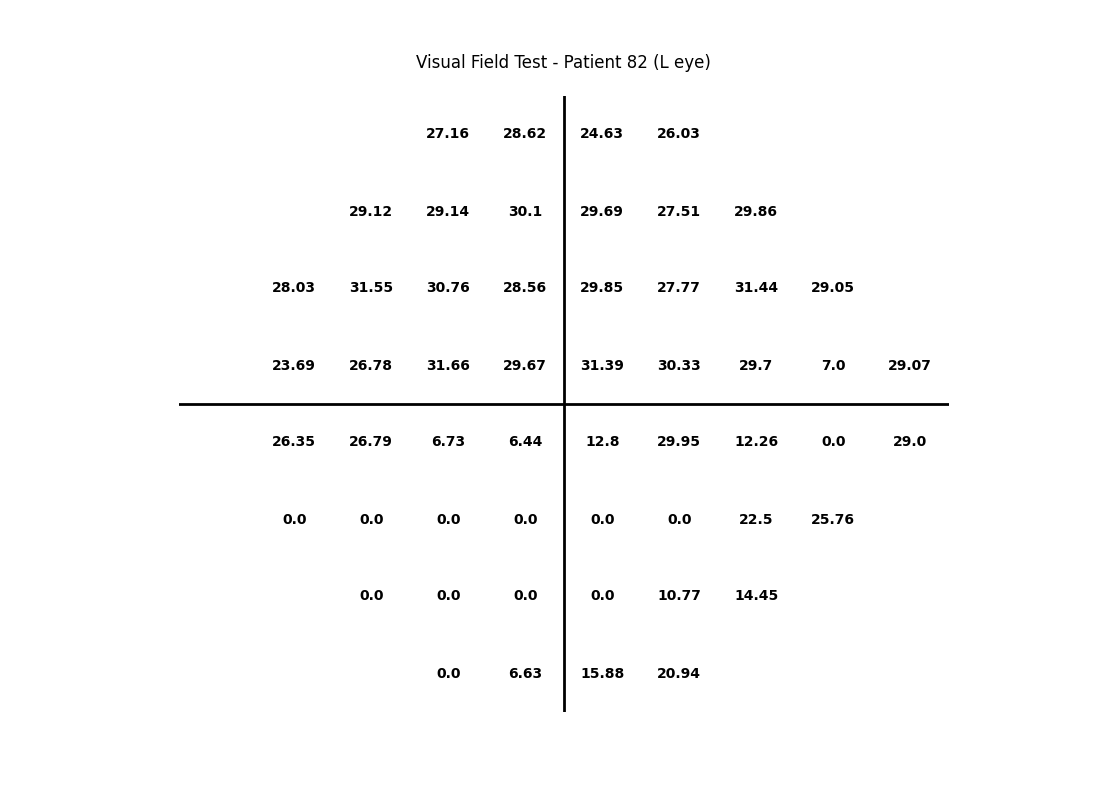 Visual Field Test - Patient 82 (L eye)
27.16 28.62 24.63 26.03
29.12 29.14 30.1 29.69 27.51 29.86
28.03 31.55 30.76 28.56 29.85 27.77 31.44 29.05
23.69 26.78 31.66 29.67 31.39 30.33 29.7 7.0 29.07
26.35 26.79 6.73 6.44 12.8 29.95 12.26 0.0 29.0
0.0 0.0 0.0 0.0 0.0 0.0 22.5 25.76
0.0 0.0 0.0 0.0 10.77 14.45
0.0 6.63 15.88 20.94